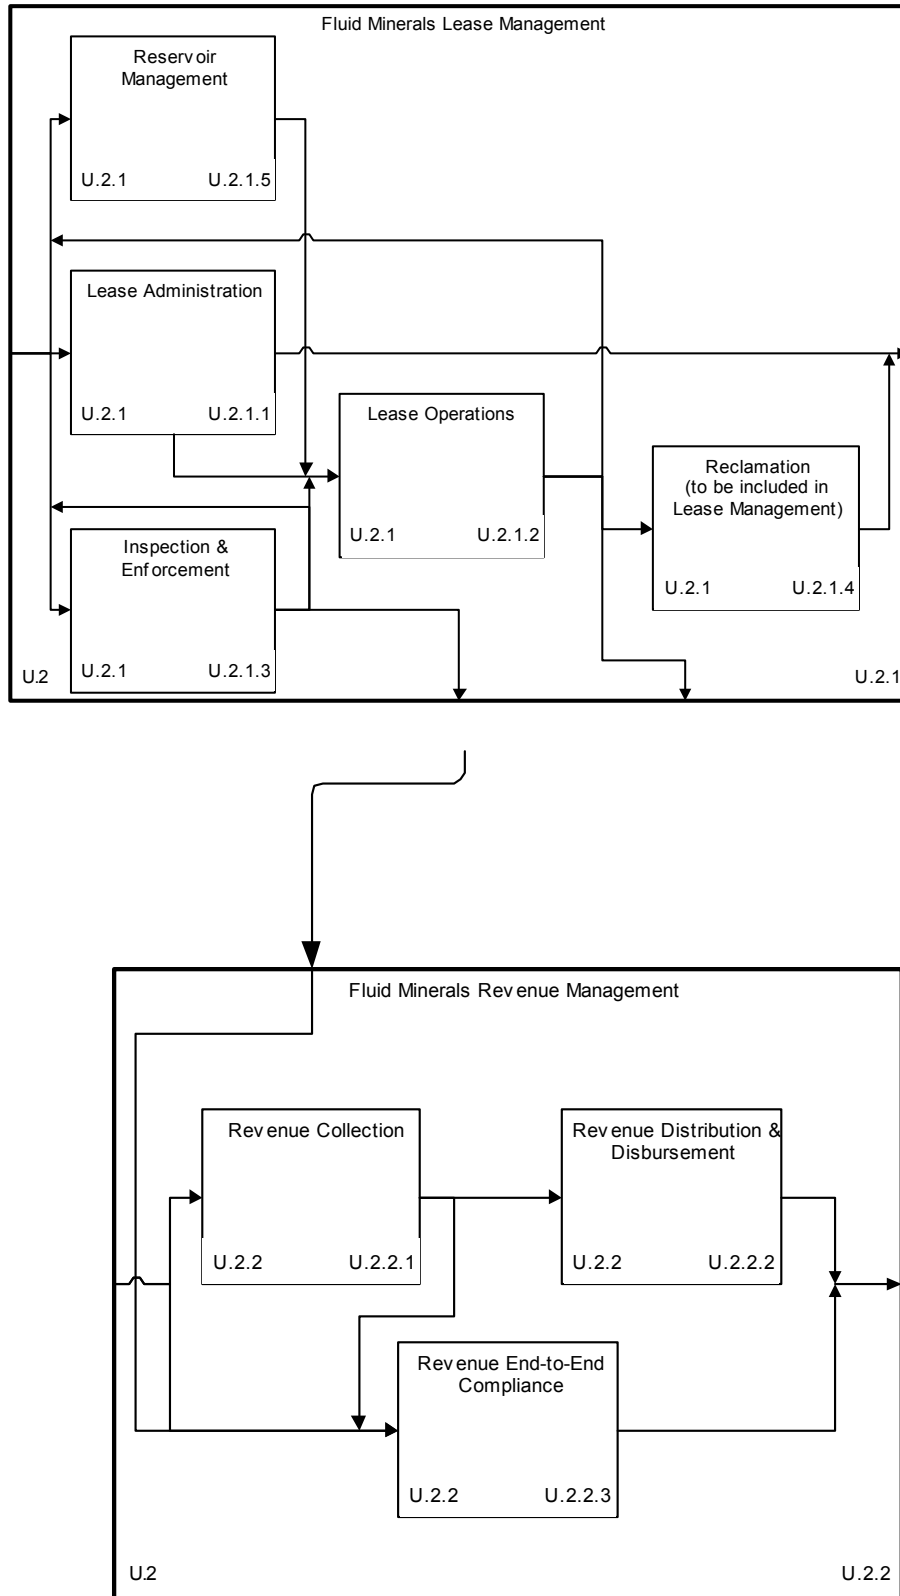 Fluid Minerals Lease Management
Reservoir
Management
U.2.1 U.2.1.5
Lease Administration
U.2.1 U.2.1.1
Lease Operations
U.2.1 U.2.1.2
Reclamation
(to be included in
Lease Management)
U.2.1 U.2.1.4
Inspection &
Enforcement
U.2.1 U.2.1.3
U.2 U.2.1
Fluid Minerals Revenue Management
Revenue Collection
U.2.2 U.2.2.1
Revenue Distribution &
Disbursement
U.2.2 U.2.2.2
Revenue End-to-End
Compliance
U.2.2 U.2.2.3
U.2 U.2.2